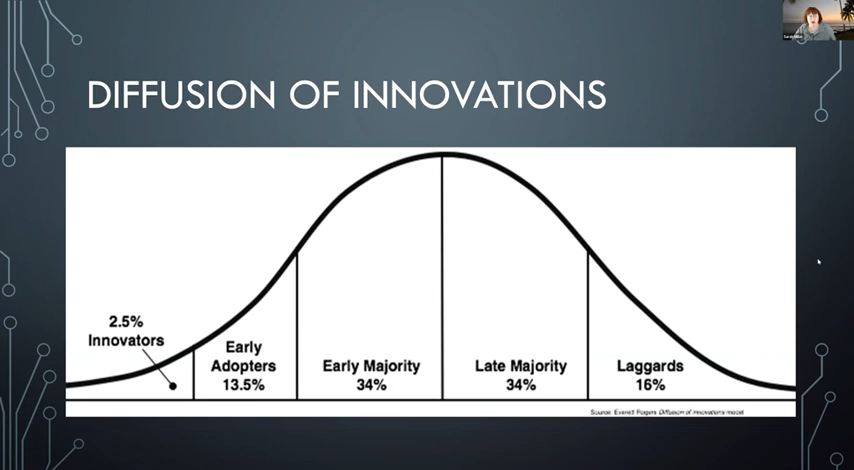 DIFFUSION OF INNOVATIONS
2.5%
Innovators
Early
Adopters
13.5%
Early Majority
34%
Late Majority
34%
Laggards
16%
Source: Everett Rogers Diffusion of innovations model